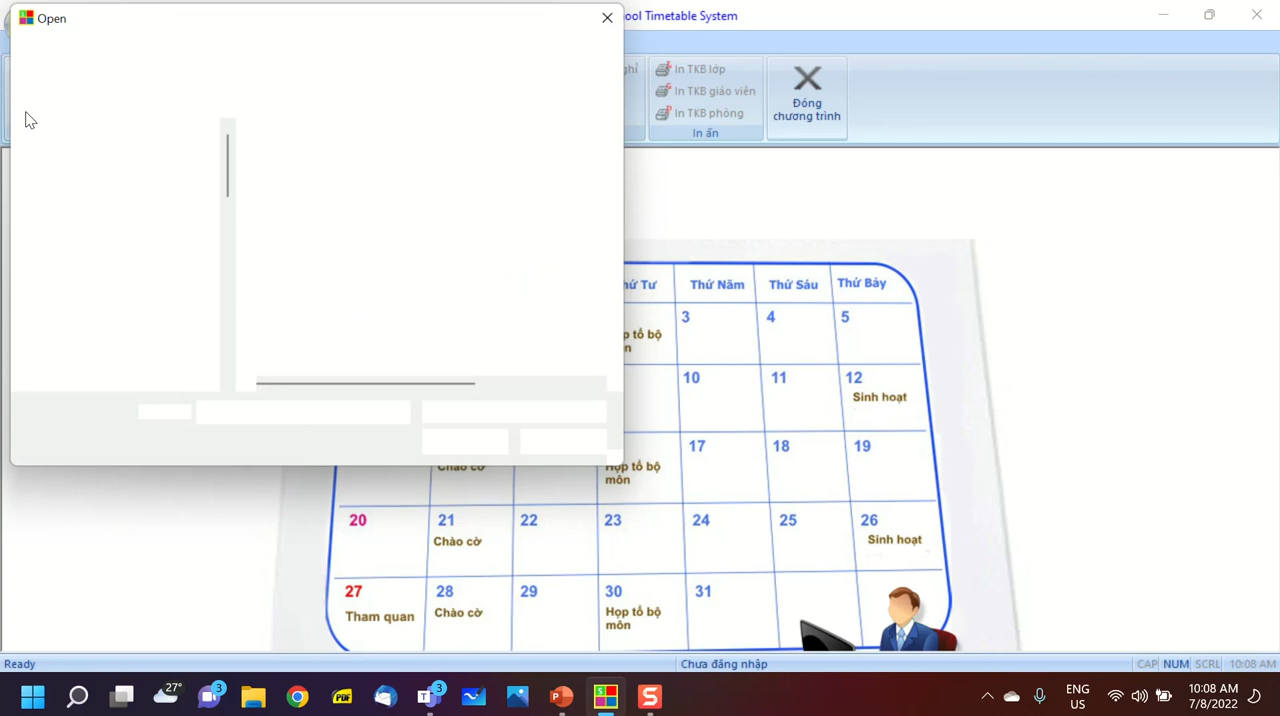 Open
ool Timetable System
hỉ
In TKB lớp
In TKB giáo viên
In TKB phòng
In ấn
Đóng
chương trình
hứ Tư
Thứ Năm
Thứ Sáu
Thứ Bảy
3
4
5
p tổ bộ
n
10
11
12
Sinh hoạt
17
18
19
Chào cờ
Họp tổ bộ
môn
20
21
22
23
24
25
26
Chào cờ
Sinh hoạt
27
28
29
30
31
Tham quan
Chào cờ
Họp tổ bộ
môn
Ready
Chưa đăng nhập
CAP
NUM
SCRL
10:08 AM
27°
3
PDF
3
S
ENG
US
10:08 AM
7/8/2022